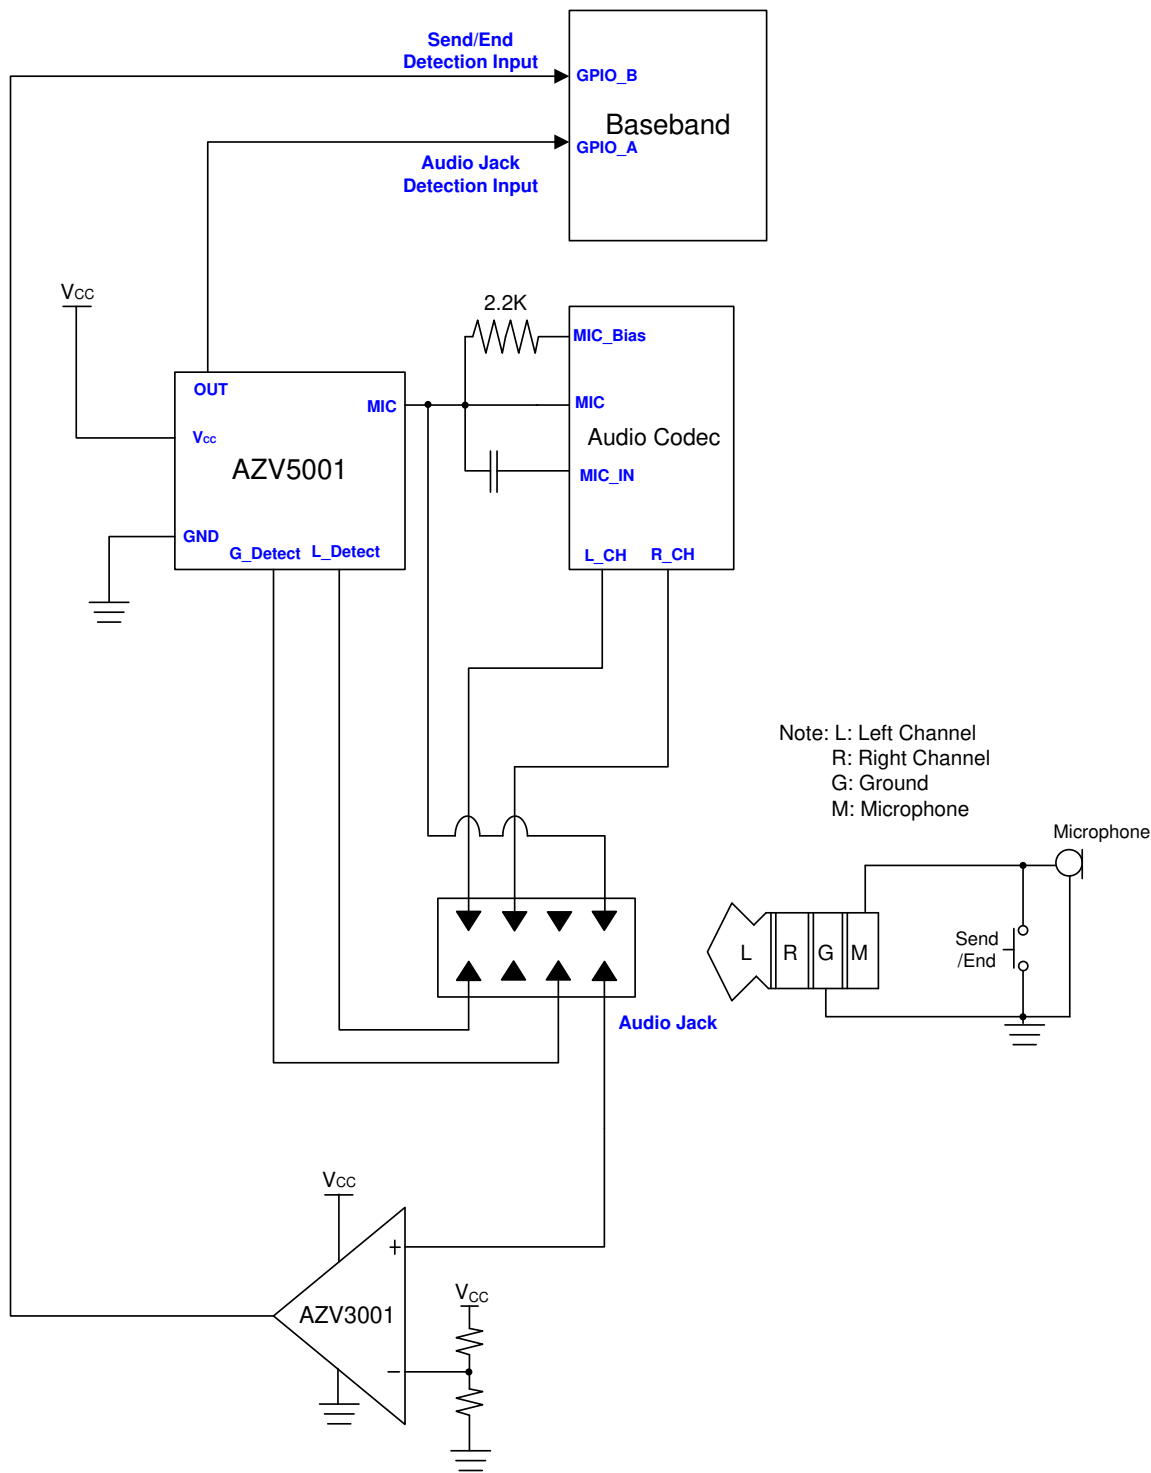 Send/End
Detection Input
GPIO_B
Baseband
GPIO_A
Audio Jack
Detection Input
VCC
2.2K
MIC_Bias
OUT
MIC
MIC
VCC
Audio Codec
AZV5001
MIC_IN
GND
G_Detect
L_Detect
L_CH
R_CH
Note: L: Left Channel
R: Right Channel
G: Ground
M: Microphone
Microphone
L
R
G
M
Send
/End
Audio Jack
VCC
+
AZV3001
VCC
−